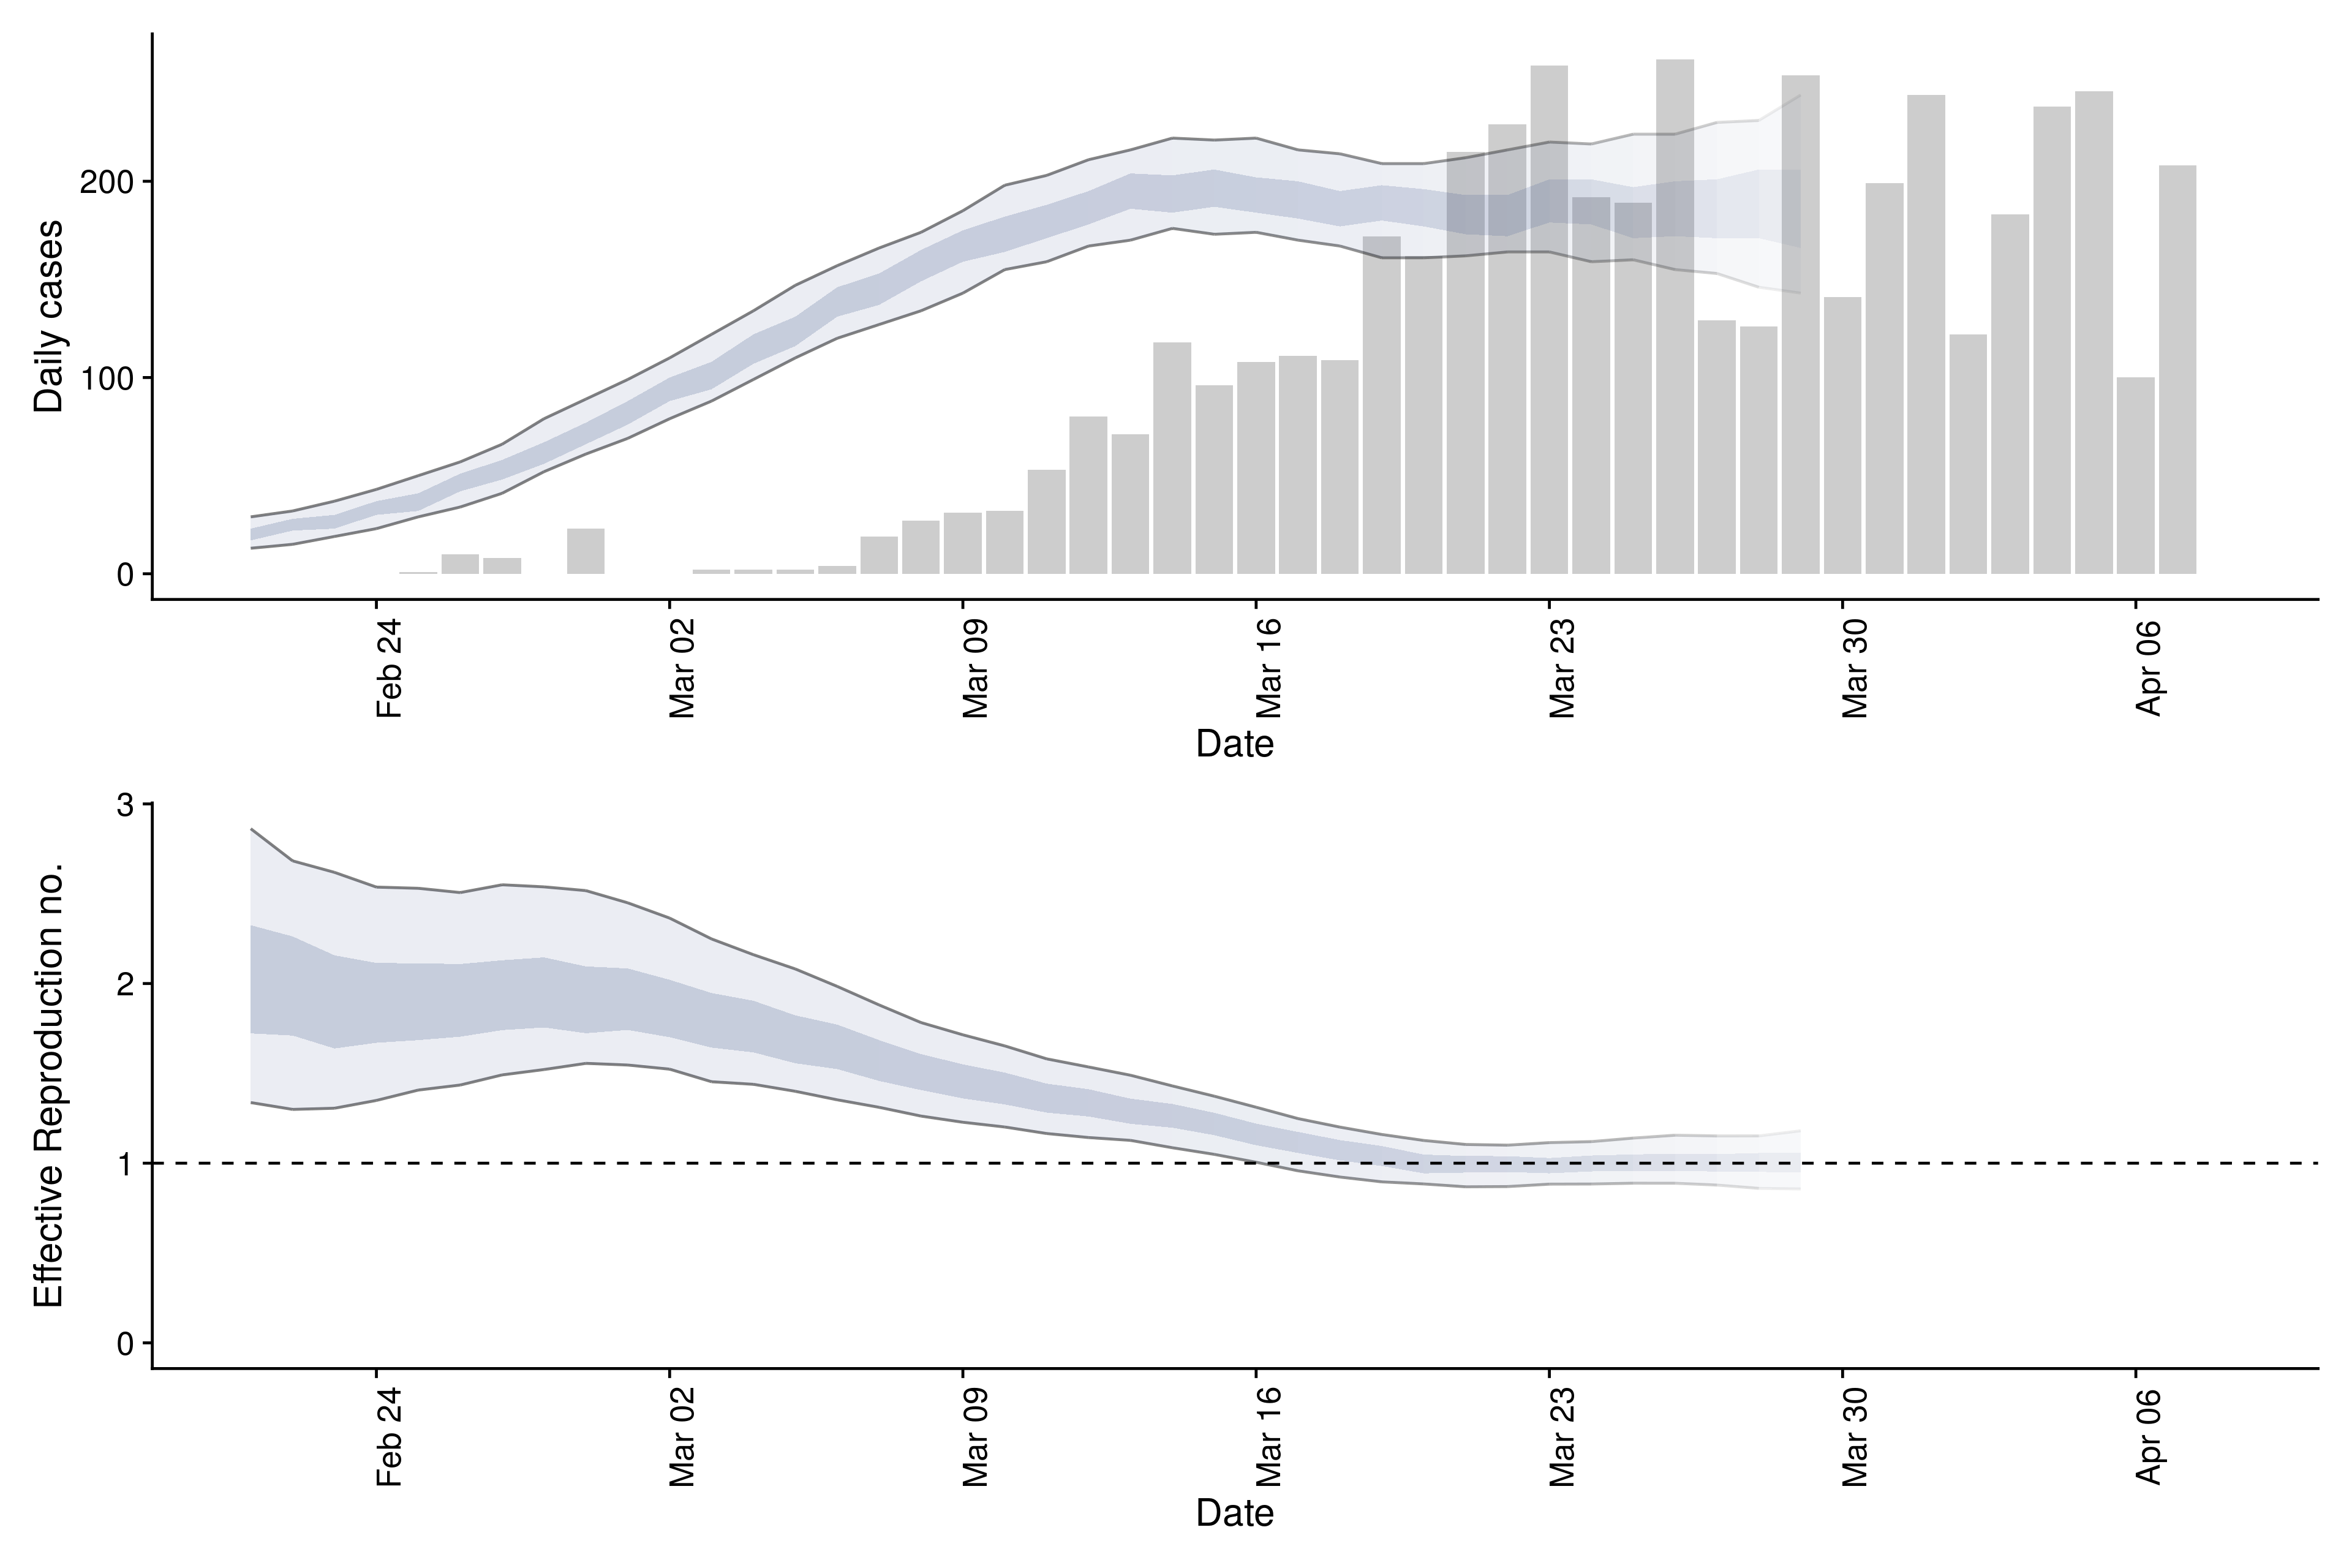 Daily cases
200
100
0
Feb 24
Mar 02
Mar 09
Mar 16
Mar 23
Mar 30
Apr 06
Date
Effective Reproduction no.
3
2
1
0
Feb 24
Mar 02
Mar 09
Mar 16
Mar 23
Mar 30
Apr 06
Date